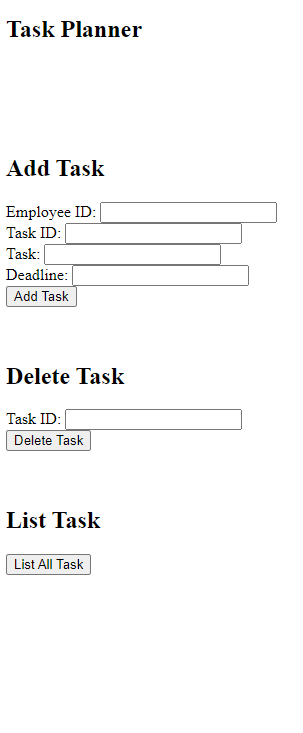 Task Planner
Add Task
Employee ID:
Task ID:
Task:
Deadline:
Add Task
Delete Task
Task ID:
Delete Task
List Task
List All Task